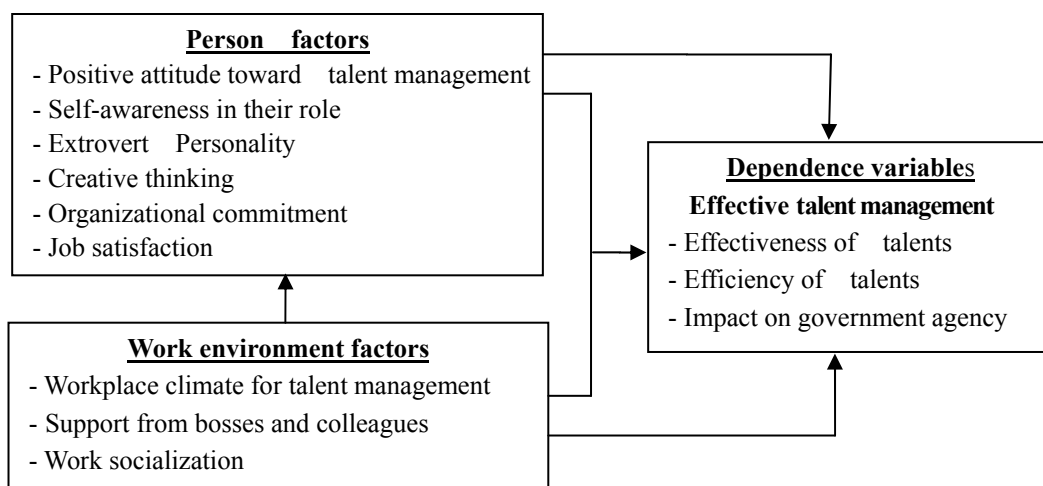 Person factors
- Positive attitude toward talent management
- Self-awareness in their role
- Extrovert Personality
- Creative thinking
- Organizational commitment
- Job satisfaction
Work environment factors
- Workplace climate for talent management
- Support from bosses and colleagues
- Work socialization
Dependence variables
Effective talent management
- Effectiveness of talents
- Efficiency of talents
- Impact on government agency